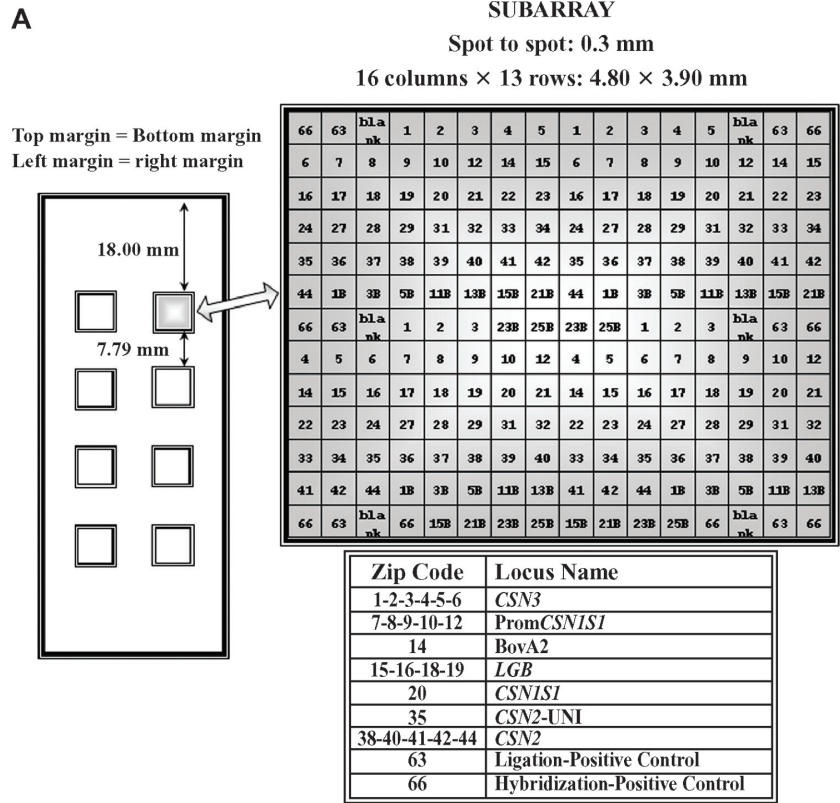 A
SUBARRAY
Spot to spot: 0.3 mm
16 columns × 13 rows: 4.80 × 3.90 mm
Top margin = Bottom margin
Left margin = right margin
18.00 mm
7.79 mm
66 63 blank 1 2 3 4 5 1 2 3 4 5 blank 63 66
6 7 8 9 10 12 14 15 6 7 8 9 10 12 14 15
16 17 18 19 20 21 22 23 16 17 18 19 20 21 22 23
24 27 28 29 31 32 33 34 24 27 28 29 31 32 33 34
35 36 37 38 39 40 41 42 35 36 37 38 39 40 41 42
44 1B 3B 5B 11B 13B 15B 21B 44 1B 3B 5B 11B 13B 15B 21B
66 63 blank 1 2 3 23B 25B 23B 25B 1 2 3 blank 63 66
4 5 6 7 8 9 10 12 4 5 6 7 8 9 10 12
14 15 16 17 18 19 20 21 14 15 16 17 18 19 20 21
22 23 24 27 28 29 31 32 22 23 24 27 28 29 31 32
33 34 35 36 37 38 39 40 33 34 35 36 37 38 39 40
41 42 44 1B 3B 5B 11B 13B 41 42 44 1B 3B 5B 11B 13B
66 63 blank 66 15B 21B 23B 25B 15B 21B 23B 25B 66 blank 63 66
Zip Code Locus Name
1-2-3-4-5-6 CSN3
7-8-9-10-12 PromCSN1S1
14 BovA2
15-16-18-19 LGB
20 CSN1S1
35 CSN2-UNI
38-40-41-42-44 CSN2
63 Ligation-Positive Control
66 Hybridization-Positive Control